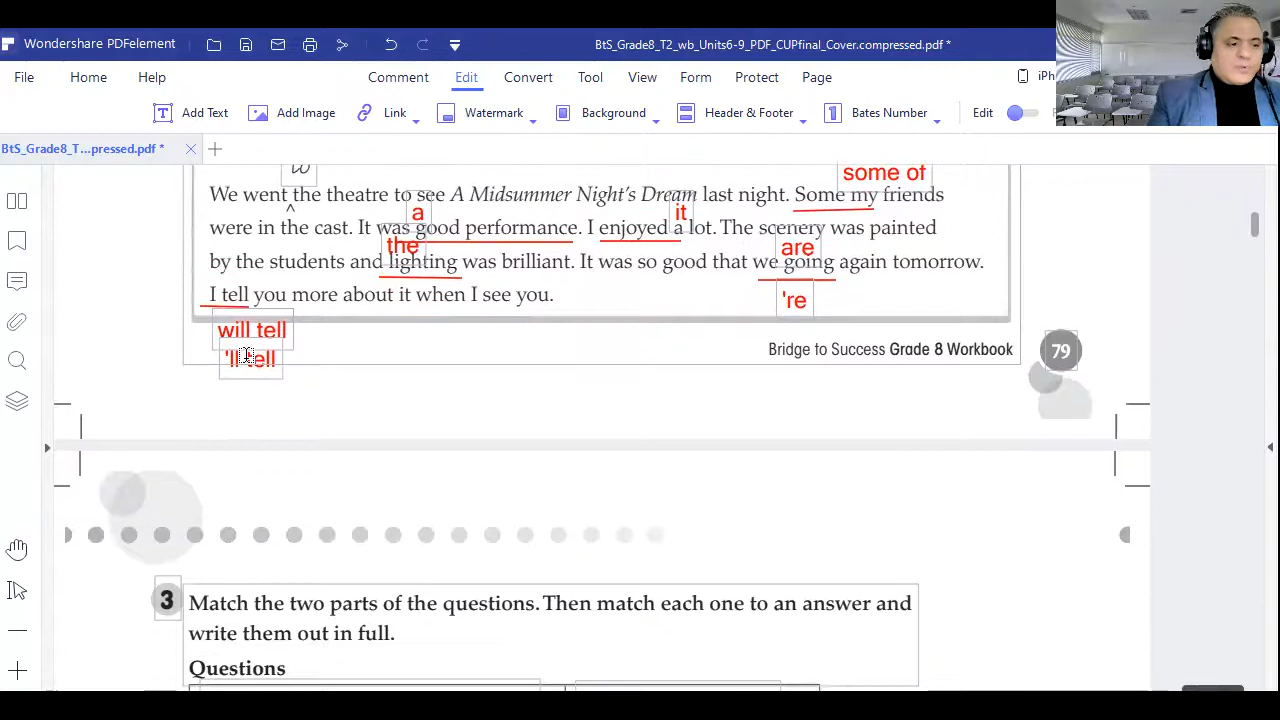 Wondershare PDFelement
BtS_Grade8_T2_wb_Units6-9_PDF_CUPfinal_Cover.compressed.pdf *
File Home Help Comment Edit Convert Tool Form Protect Page
Add Text Add Image Link Watermark Background Header & Footer Bates Number Edit
BtS_Grade8_T...pressed.pdf *
to
some of
We went the theatre to see A Midsummer Night's Dream last night. Some my friends
a it
were in the cast. It was good performance. I enjoyed a lot. The scenery was painted
the are
by the students and lighting was brilliant. It was so good that we going again tomorrow.
I tell you more about it when I see you.
're
will tell
'll tell
Bridge to Success Grade 8 Workbook 79
3 Match the two parts of the questions. Then match each one to an answer and
write them out in full.
Questions